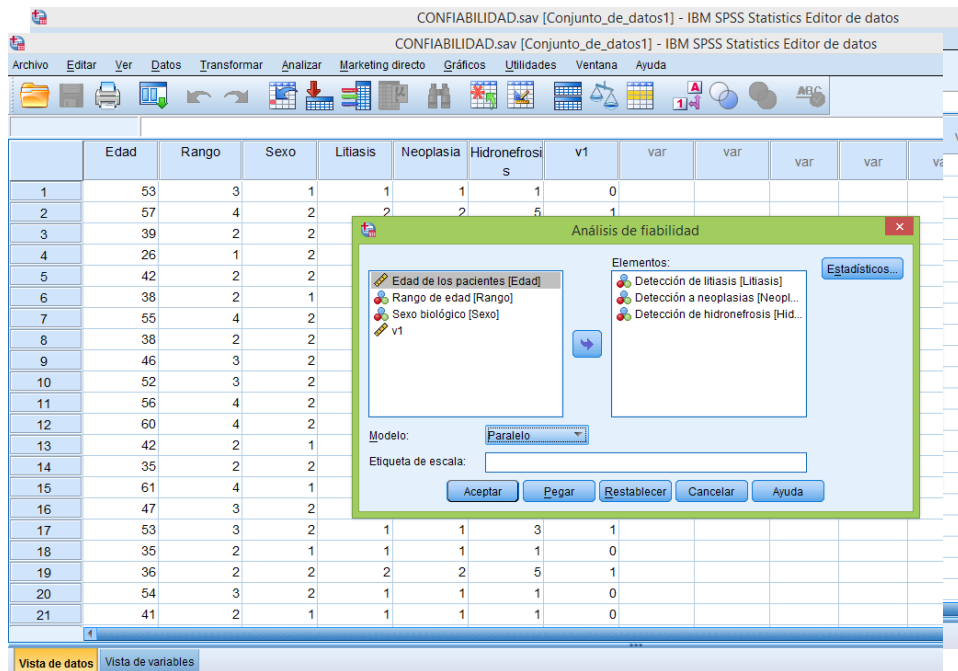 CONFIABILIDAD.sav [Conjunto_de_datos1] - IBM SPSS Statistics Editor de datos
CONFIABILIDAD.sav [Conjunto_de_datos1] - IBM SPSS Statistics Editor de datos
Archivo Editar Ver Datos Transformar Analizar Marketing directo Gráficos Utilidades Ventana Ayuda
Edad Rango Sexo Litiasis Neoplasia Hidronefrosi
s v1 var var var var
1 53 3 1 1 1 1 0
2 57 4 2 2 2 5 1
3 39 2 2
4 26 1 2
5 42 2 2
6 38 2 1
7 55 4 2
8 38 2 2
9 46 3 2
10 52 3 2
11 56 4 2
12 60 4 2
13 42 2 1
14 35 2 2
15 61 4 1
16 47 3 2
17 53 3 2 1 1 3 1
18 35 2 1 1 1 1 0
19 36 2 2 2 2 5 1
20 54 3 2 1 1 1 0
21 41 2 1 1 1 1 0
Análisis de fiabilidad
Edad de los pacientes [Edad]
Rango de edad [Rango]
Sexo biológico [Sexo]
v1
Elementos:
Detección de litiasis [Litiasis]
Detección a neoplasias [Neopl...
Detección de hidronefrosis [Hid...
Estadísticos...
Modelo: Paralelo
Etiqueta de escala:
Aceptar Pegar Restablecer Cancelar Ayuda
Vista de datos Vista de variables